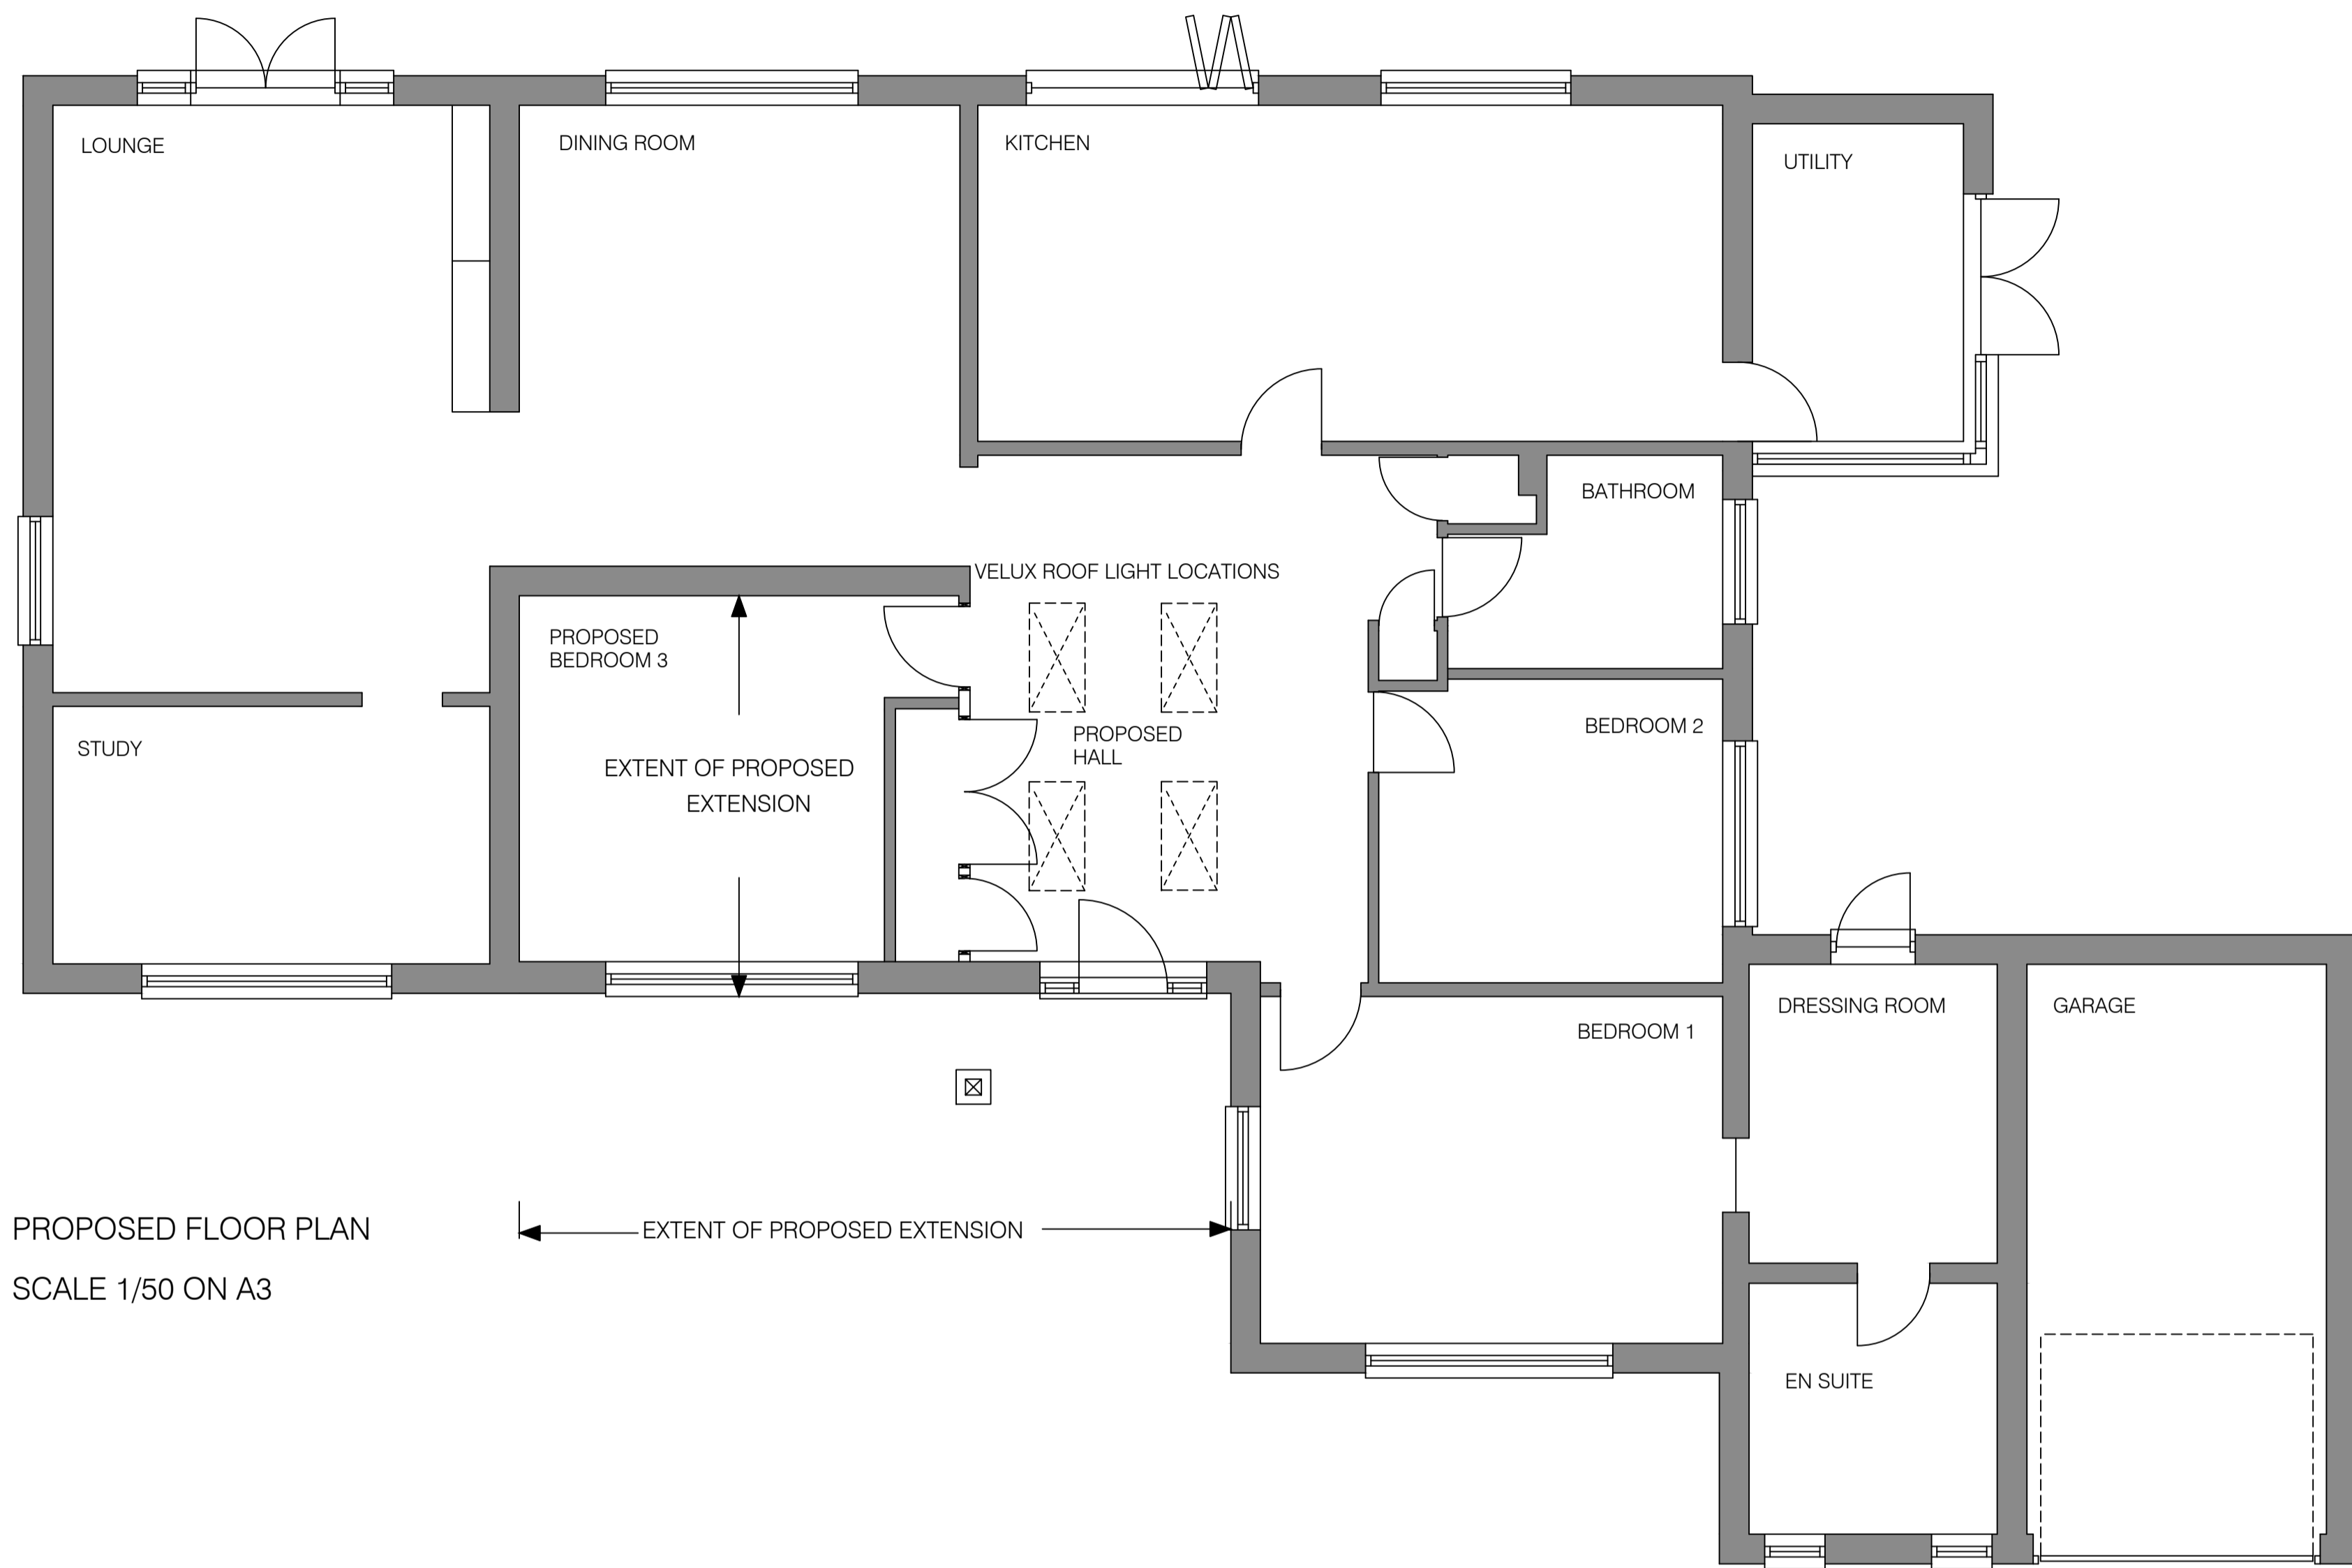 LOUNGE
DINING ROOM
KITCHEN
UTILITY
BATHROOM
VELUX ROOF LIGHT LOCATIONS
PROPOSED
BEDROOM 3
STUDY
EXTENT OF PROPOSED
EXTENSION
PROPOSED
HALL
BEDROOM 2
BEDROOM 1
DRESSING ROOM
GARAGE
PROPOSED FLOOR PLAN
EXTENT OF PROPOSED EXTENSION
SCALE 1/50 ON A3
EN SUITE